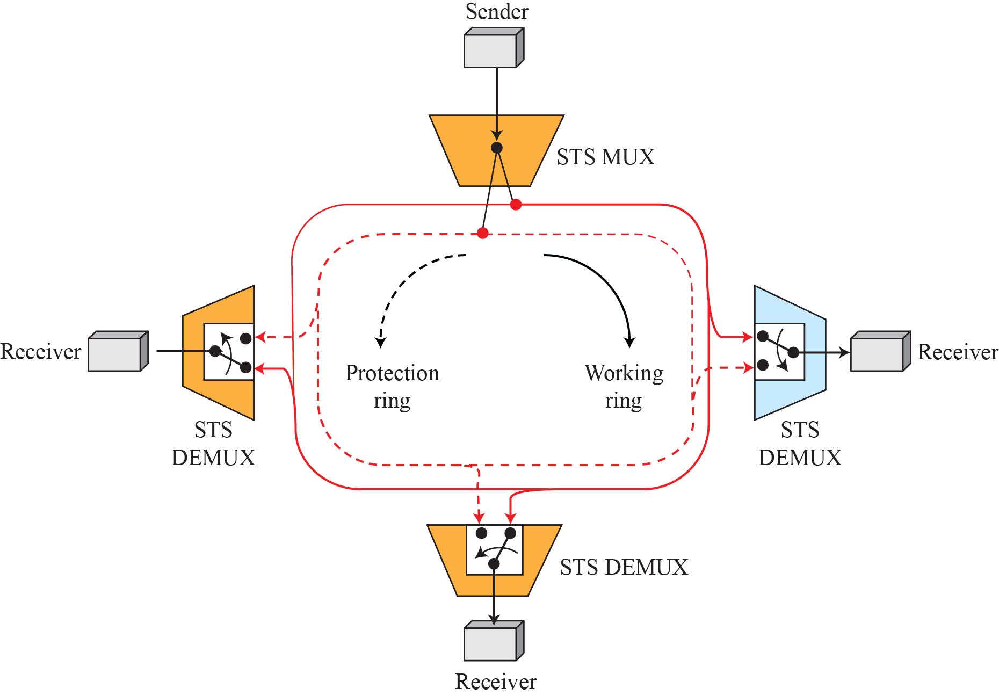 Sender
STS MUX
Receiver
Protection
ring
Working
ring
Receiver
STS
DEMUX
STS
DEMUX
STS DEMUX
Receiver